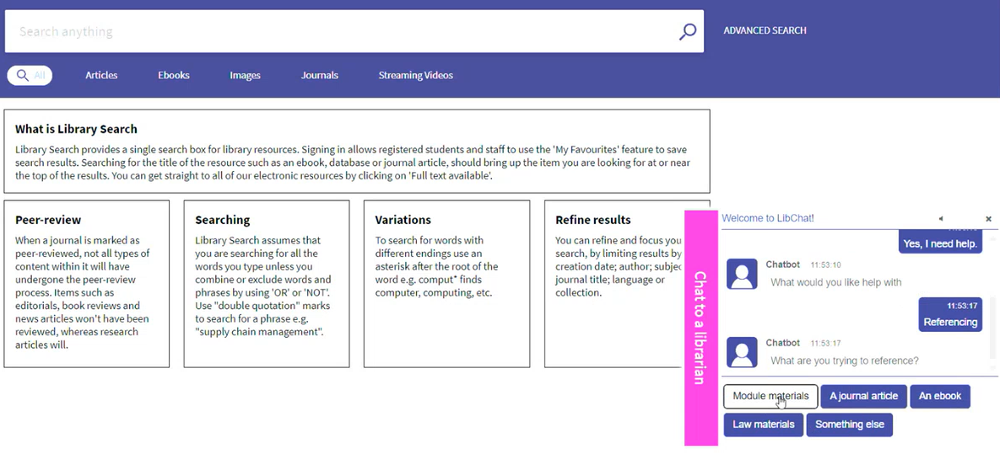 Search anything
ADVANCED SEARCH
All
Articles
Ebooks
Images
Journals
Streaming Videos
What is Library Search
Library Search provides a single search box for library resources. Signing in allows registered students and staff to use the 'My Favourites' feature to save
search results. Searching for the title of the resource such as an ebook, database or journal article, should bring up the item you are looking for at or near
the top of the results. You can get straight to all of our electronic resources by clicking on 'Full text available'.
Peer-review
When a journal is marked as
peer-reviewed, not all types of
content within it will have
undergone the peer-review
process. Items such as
editorials, book reviews and
news articles won't have been
reviewed, whereas research
articles will.
Searching
Library Search assumes that
you are searching for all the
words you type unless you
combine or exclude words and
phrases by using 'OR' or 'NOT'.
Use "double quotation" marks
to search for a phrase e.g.
"supply chain management".
Variations
To search for words with
different endings use an
asterisk after the root of the
word e.g. comput* finds
computer, computing, etc.
Refine results
You can refine and focus you
search, by limiting results by
creation date; author; subjec
journal title; language or
collection.
Chat to a librarian
Welcome to LibChat!
Yes, I need help.
Chatbot 11:53:10
What would you like help with
11:53:17
Referencing
Chatbot 11:53:17
What are you trying to reference?
Module materials
A journal article
An ebook
Law materials
Something else